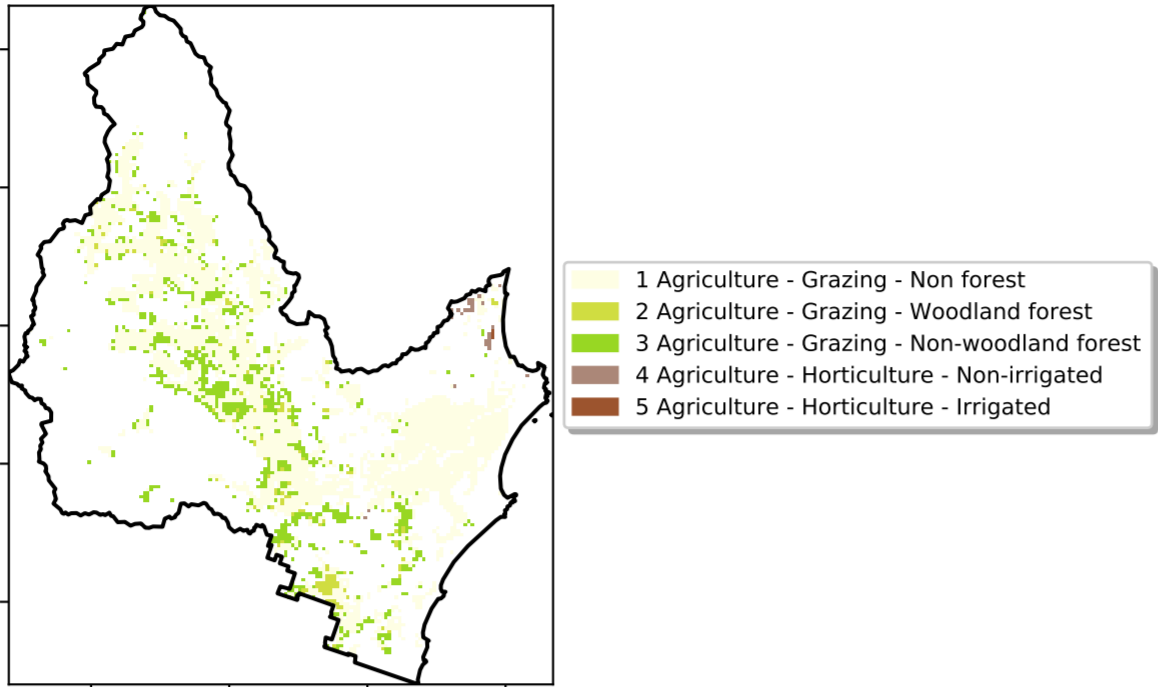 1 Agriculture - Grazing - Non forest
2 Agriculture - Grazing - Woodland forest
3 Agriculture - Grazing - Non-woodland forest
4 Agriculture - Horticulture - Non-irrigated
5 Agriculture - Horticulture - Irrigated